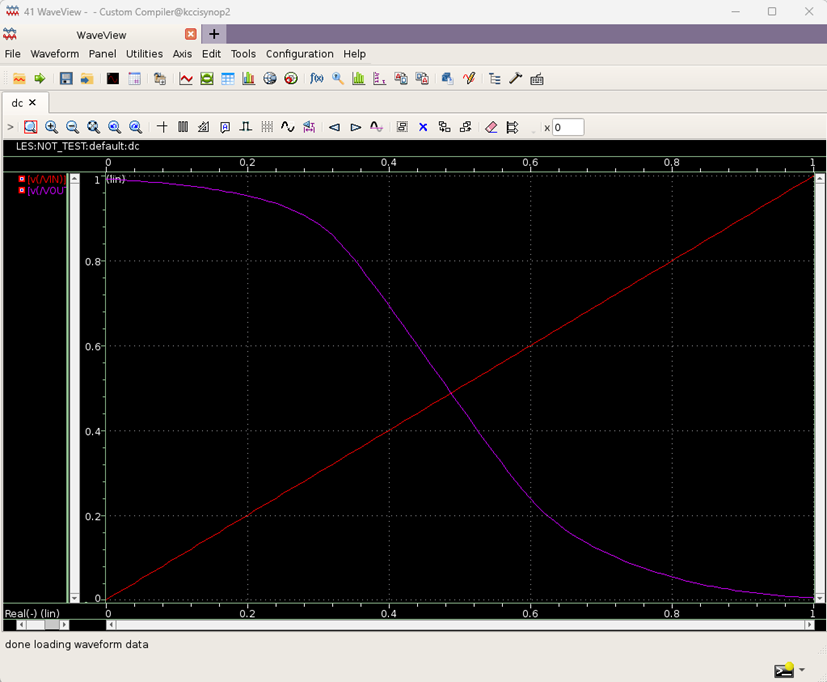 41 WaveView - - Custom Compiler@kccisynop2
WaveView
File Waveform Panel Utilities Axis Edit Tools Configuration Help
dc
> x 0
LES:NOT_TEST:default:dc
0 0.2 0.4 0.6 0.8 1
|v(/VIN)|
|v(/VOU
1 (lin)
0.8
0.6
0.4
0.2
0
Real(-) (lin) 0 0.2 0.4 0.6 0.8 1
done loading waveform data